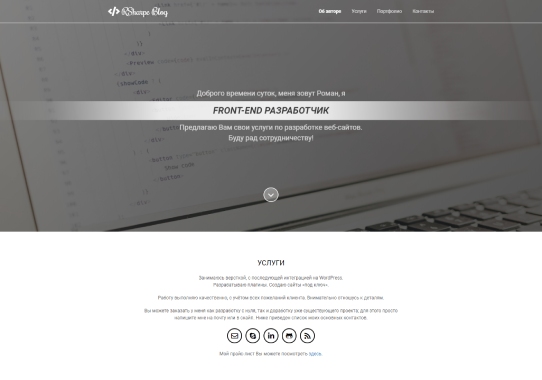 </> RSharpe Blog
Об авторе Услуги Портфолио Контакты
Доброго времени суток, меня зовут Роман, я
FRONT-END РАЗРАБОТЧИК
Предлагаю Вам свои услуги по разработке веб-сайтов.
Буду рад сотрудничеству!
УСЛУГИ
Занимаюсь версткой, с последующей интеграцией на WordPress.
Разрабатываю плагины. Создаю сайты «под ключ».
Работу выполняю качественно, с учётом всех пожеланий клиента. Внимательно отношусь к деталям.
Вы можете заказать у меня как разработку с нуля, так и доработку уже существующего проекта; для этого просто
напишите мне на почту или в скайп. Ниже приведен список моих основных контактов.
Мой прайс-лист Вы можете посмотреть здесь.